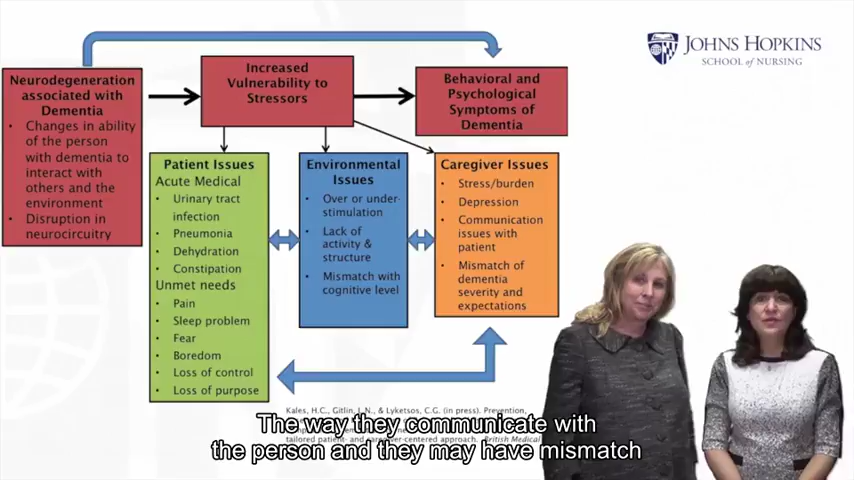 JOHNS HOPKINS
SCHOOL of NURSING
Neurodegeneration
associated with
Dementia
• Changes in ability
of the person
with dementia to
interact with
others and the
environment
• Disruption in
neurocircuitry
Increased
Vulnerability to
Stressors
Behavioral and
Psychological
Symptoms of
Dementia
Patient Issues
Acute Medical
• Urinary tract
infection
• Pneumonia
• Dehydration
• Constipation
Unmet needs
• Pain
• Sleep problem
• Fear
• Boredom
• Loss of control
• Loss of purpose
Environmental
Issues
• Over or under-
stimulation
• Lack of
activity &
structure
• Mismatch with
cognitive level
Caregiver Issues
• Stress/burden
• Depression
• Communication
issues with
patient
• Mismatch of
dementia
severity and
expectations
Kales, H.C., Gitlin, L.N., & Lyketsos, C.G. (in press). Prevention,
tailored patient- and caregiver-centered approach. British Medical
The way they communicate with
the person and they may have mismatch